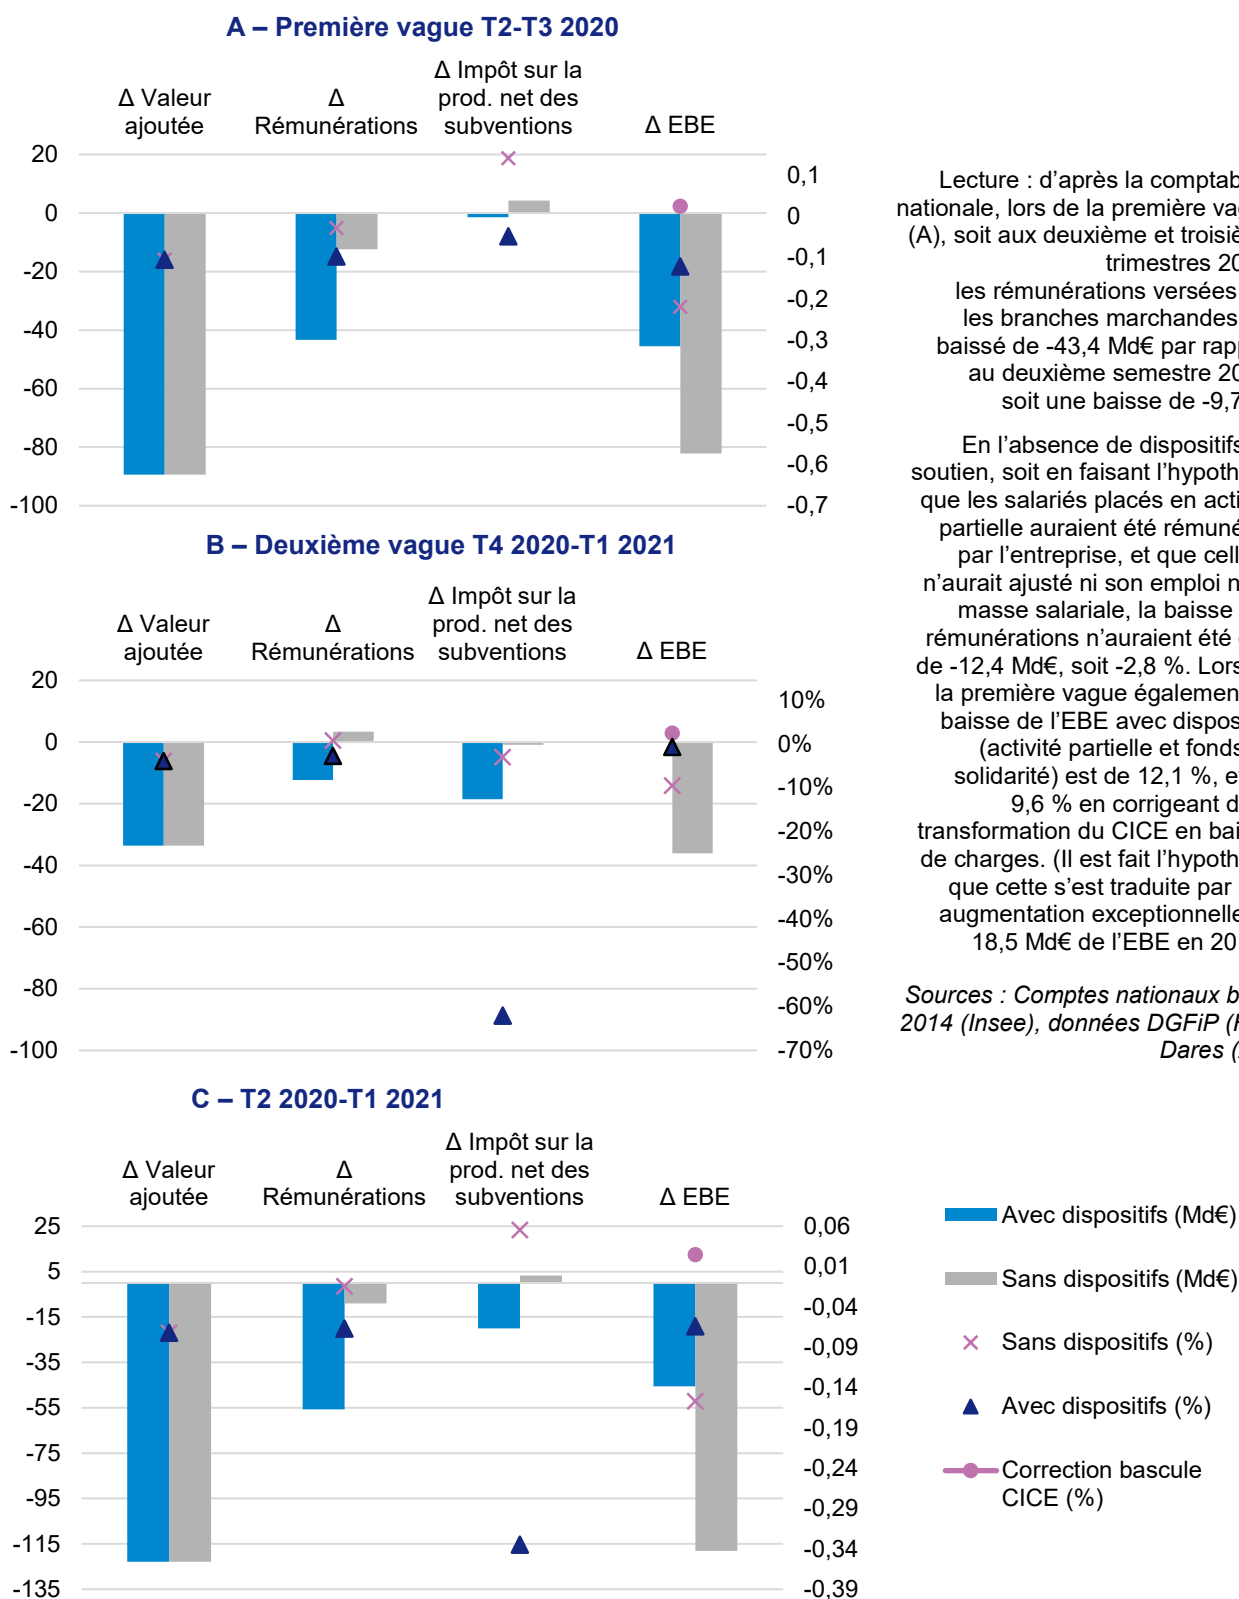 A – Première vague T2-T3 2020
Δ Valeur
ajoutée
Δ
Rémunérations
Δ Impôt sur la
prod. net des
subventions
Δ EBE
20
0
-20
-40
-60
-80
-100
0,1
0
-0,1
-0,2
-0,3
-0,4
-0,5
-0,6
-0,7
B – Deuxième vague T4 2020-T1 2021
Δ Valeur
ajoutée
Δ
Rémunérations
Δ Impôt sur la
prod. net des
subventions
Δ EBE
20
0
-20
-40
-60
-80
-100
10%
0%
-10%
-20%
-30%
-40%
-50%
-60%
-70%
C – T2 2020-T1 2021
Δ Valeur
ajoutée
Δ
Rémunérations
Δ Impôt sur la
prod. net des
subventions
Δ EBE
25
5
-15
-35
-55
-75
-95
-115
-135
0,06
0,01
-0,04
-0,09
-0,14
-0,19
-0,24
-0,29
-0,34
-0,39
Lecture : d’après la comptab
nationale, lors de la première va
(A), soit aux deuxième et troisiè
trimestres 20
les rémunérations versées
les branches marchandes
baissé de -43,4 Md€ par rap
au deuxième semestre 20
soit une baisse de -9,7
En l’absence de dispositifs
soutien, soit en faisant l’hypoth
que les salariés placés en acti
partielle auraient été rémuné
par l’entreprise, et que cell
n’aurait ajusté ni son emploi n
masse salariale, la baisse
rémunérations n’auraient été
de -12,4 Md€, soit -2,8 %. Lors
la première vague également
baisse de l’EBE avec dispos
(activité partielle et fonds
solidarité) est de 12,1 %, e
9,6 % en corrigeant d
transformation du CICE en bai
de charges. (Il est fait l’hypoth
que cette s’est traduite par
augmentation exceptionnelle
18,5 Md€ de l’EBE en 20
Sources : Comptes nationaux b
2014 (Insee), données DGFiP (
Dares (
Avec dispositifs (Md€)
Sans dispositifs (Md€)
Sans dispositifs (%)
Avec dispositifs (%)
Correction bascule
CICE (%)